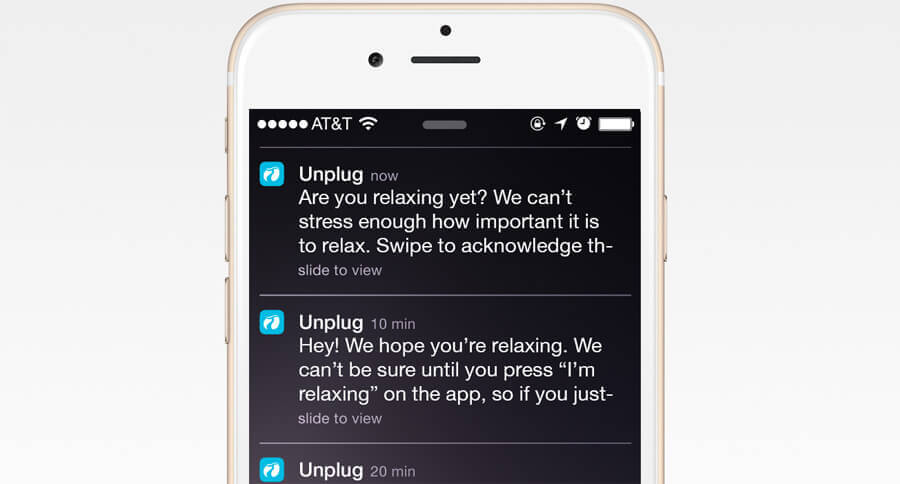 AT&T
Unplug now
Are you relaxing yet? We can’t
stress enough how important it is
to relax. Swipe to acknowledge th-
slide to view
Unplug 10 min
Hey! We hope you’re relaxing. We
can’t be sure until you press “I’m
relaxing” on the app, so if you just-
slide to view
Unplug 20 min